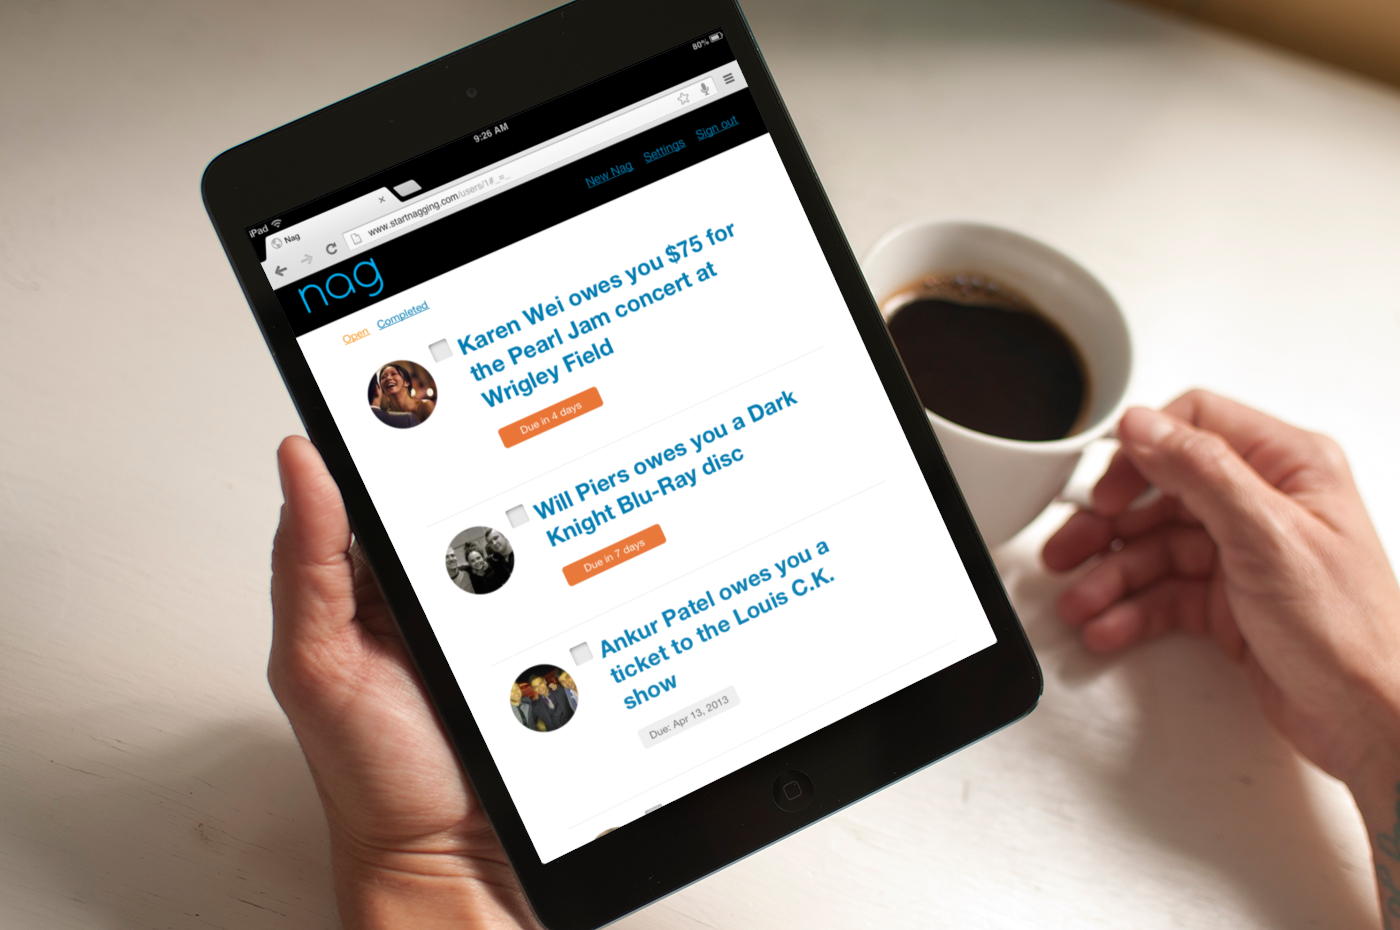 iPad
9:26 AM
80%
Nag
www.startnagging.com/users/1#_=_
nag
New Nag Settings Sign out
Open Completed
Karen Wei owes you $75 for
the Pearl Jam concert at
Wrigley Field
Due in 4 days
Will Piers owes you a Dark
Knight Blu-Ray disc
Due in 7 days
Ankur Patel owes you a
ticket to the Louis C.K.
show
Due: Apr 13, 2013